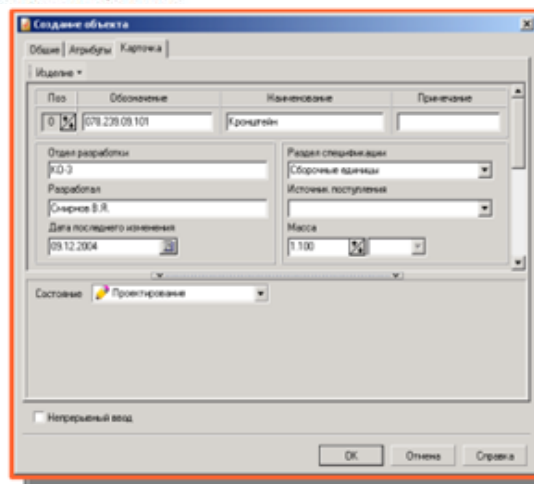 Создание объекта
Общие Атрибуты Карточка
Изделие
Поз Обозначение Наименование Примечание
0 078.239.09.101 Кронштейн
Отдел разработки Раздел спецификации
КО-3 Сборочные единицы
Разработал Источник поступления
Смирнов В.Я.
Дата последнего изменения Масса
09.12.2004 1.100
Состояние Проектирование
Непрерывный ввод
OK Отмена Справка